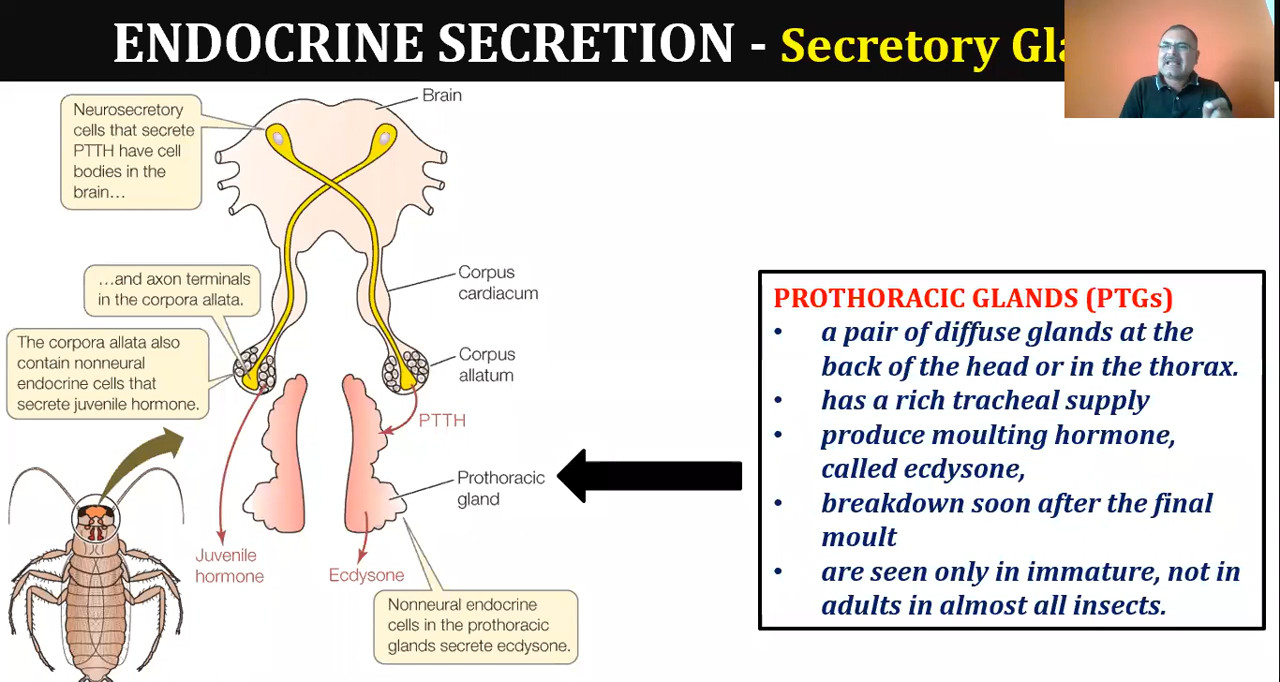 ENDOCRINE SECRETION - Secretory
Neurosecretory
cells that secrete
PTTH have cell
bodies in the
brain…
Brain
…and axon terminals
in the corpora allata.
Corpus
cardiacum
The corpora allata also
contain nonneural
endocrine cells that
secrete juvenile hormone.
Corpus
allatum
PTTH
Prothoracic
gland
Juvenile
hormone
Ecdysone
Nonneural endocrine
cells in the prothoracic
glands secrete ecdysone.
PROTHORACIC GLANDS (PTGs)
• a pair of diffuse glands at the
back of the head or in the thorax.
• has a rich tracheal supply
• produce moulting hormone,
called ecdysone,
• breakdown soon after the final
moult
• are seen only in immature, not in
adults in almost all insects.